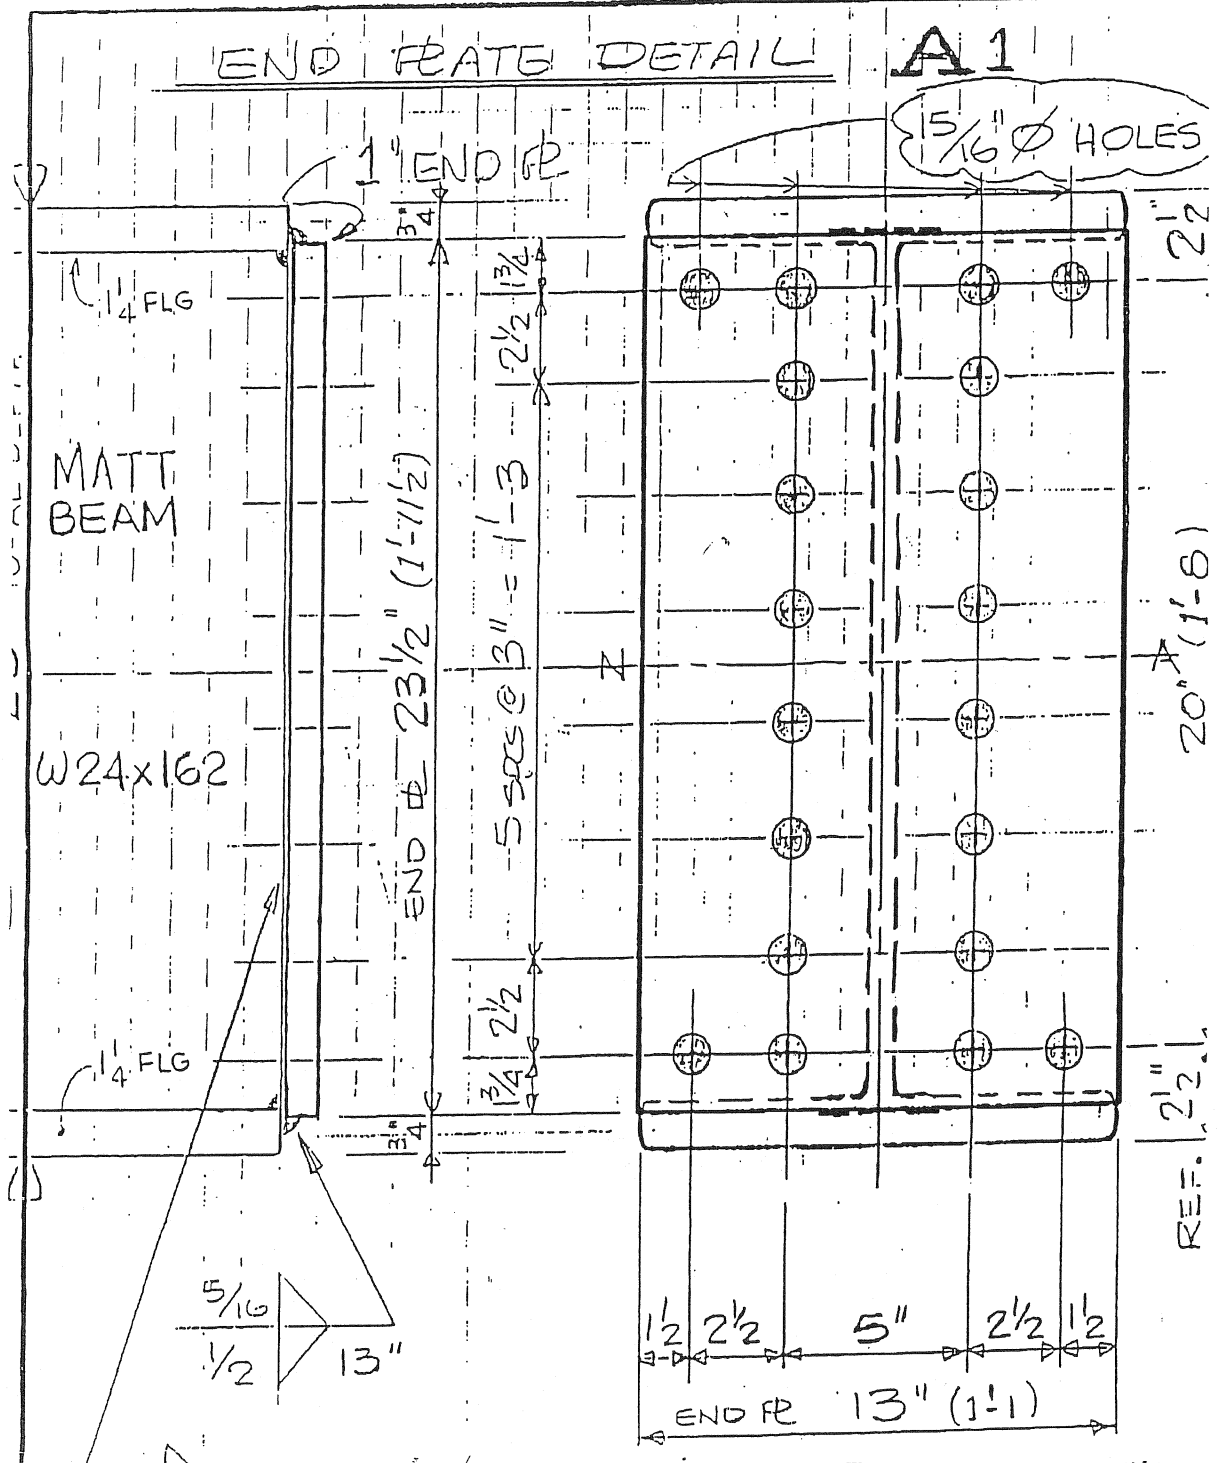 END PLATE DETAIL
A1
15/16" Ø HOLES
1" END PL
3/4"
1 1/4 FLG
1 3/4
2 1/2
2 1/2"
MATT
BEAM
W24x162
END PL 23 1/2" (1'-11 1/2)
5 SPCS @ 3" = 1'-3
N
20" (1'-8)
1 1/4 FLG
2 1/2
1 3/4
3/4"
REF. 2 1/2"
5/16
1/2
13"
1 1/2
2 1/2
5"
2 1/2
1 1/2
END PL 13" (1'-1)